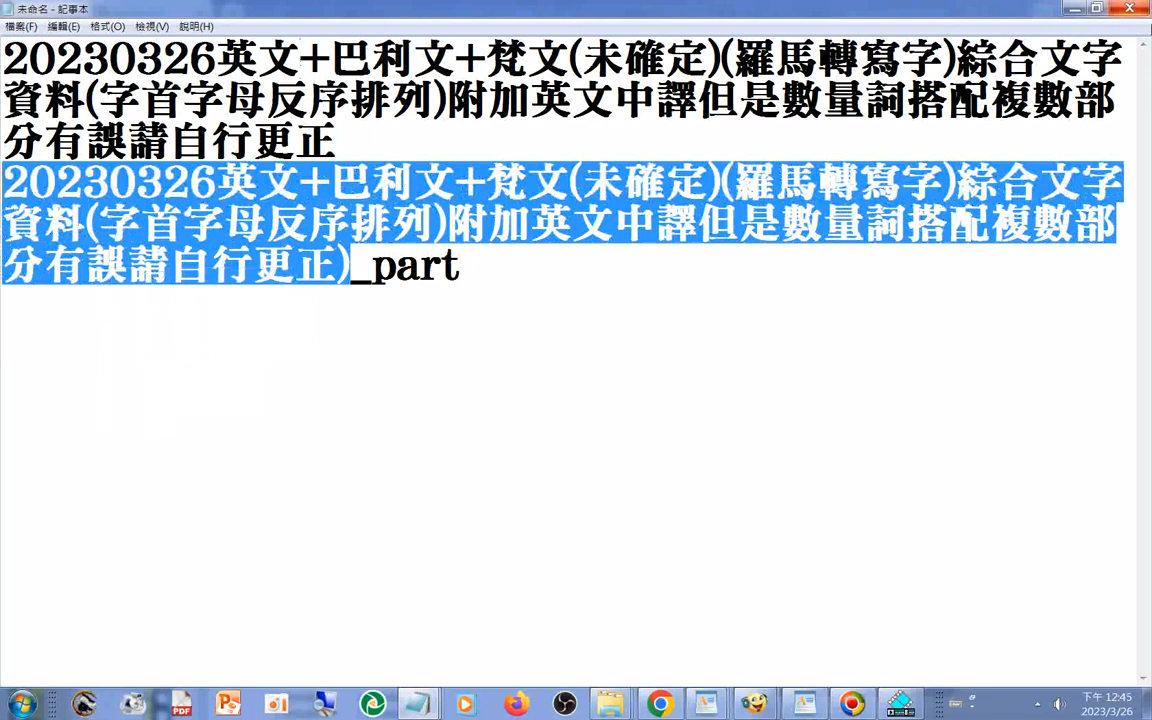 未命名 - 記事本
檔案(F) 編輯(E) 格式(O) 檢視(V) 說明(H)
20230326英文+巴利文+梵文(未確定)(羅馬轉寫字)綜合文字
資料(字首字母反序排列)附加英文中譯但是數量詞搭配複數部
分有誤請自行更正
20230326英文+巴利文+梵文(未確定)(羅馬轉寫字)綜合文字
資料(字首字母反序排列)附加英文中譯但是數量詞搭配複數部
分有誤請自行更正)_part
下午 12:45
2023/3/26